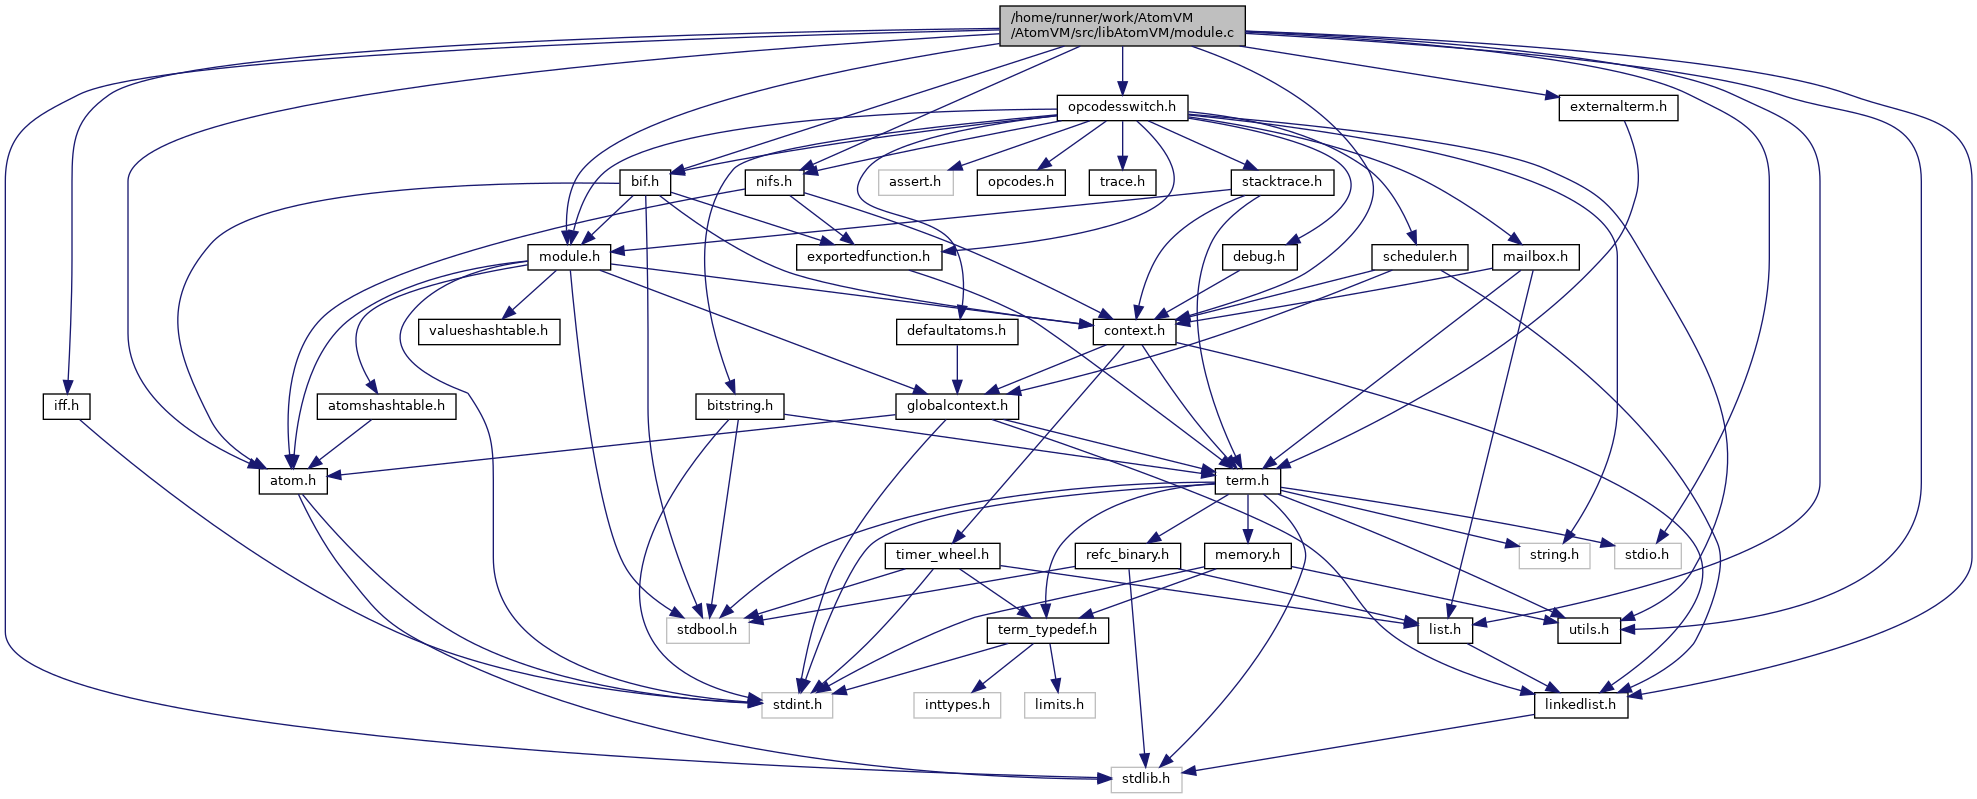 /home/runner/work/AtomVM
/AtomVM/src/libAtomVM/module.c
opcodesswitch.h
externalterm.h
bif.h
nifs.h
assert.h
opcodes.h
trace.h
stacktrace.h
module.h
exportedfunction.h
debug.h
scheduler.h
mailbox.h
valueshashtable.h
defaultatoms.h
context.h
iff.h
atomshashtable.h
bitstring.h
globalcontext.h
atom.h
term.h
timer_wheel.h
refc_binary.h
memory.h
string.h
stdio.h
stdbool.h
term_typedef.h
list.h
utils.h
stdint.h
inttypes.h
limits.h
linkedlist.h
stdlib.h